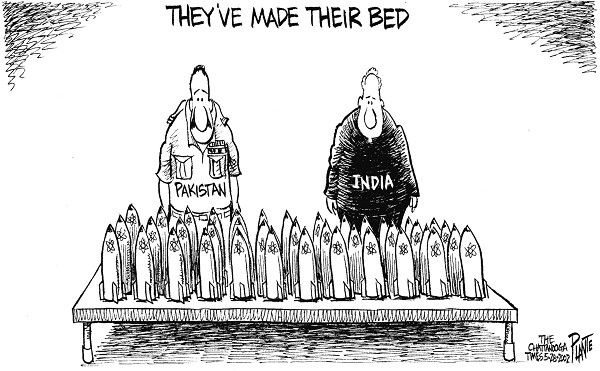 THEY'VE MADE THEIR BED
PAKISTAN
INDIA
THE
CHATTANOOGA
TIMES 5-28-2002
PLANTE